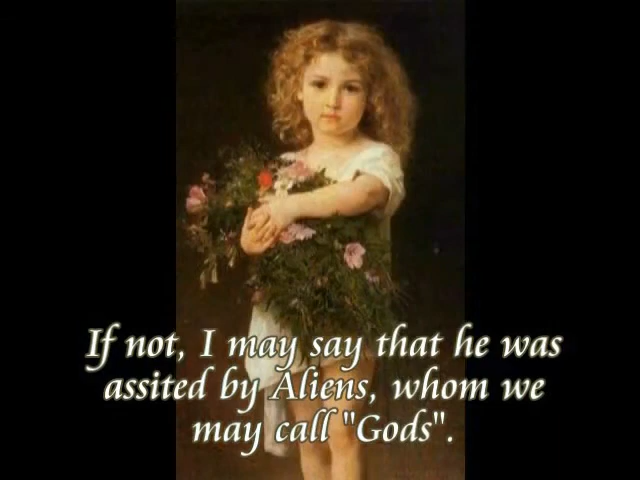 If not, I may say that he was
assited by Aliens, whom we
may call "Gods".